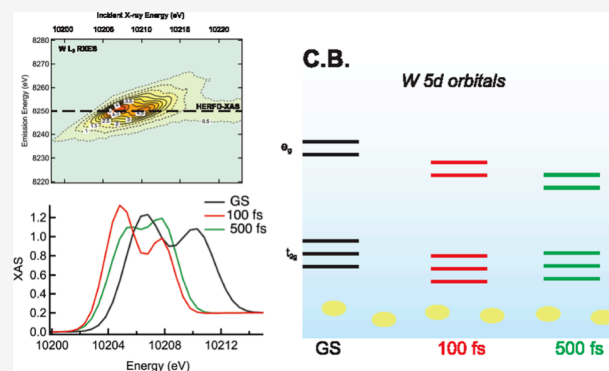 Incident X-ray Energy (eV)
10200 10205 10210 10215 10220
8280
8270
8260
8250
8240
8230
8220
Emission Energy (eV)
W L3 RXES
HERFD-XAS
0.5
C.B.
W 5d orbitals
eg
t2g
GS
100 fs
500 fs
XAS
1.2
1.0
0.8
0.6
0.4
0.2
0.0
GS
100 fs
500 fs
10200 10204 10208 10212
Energy (eV)